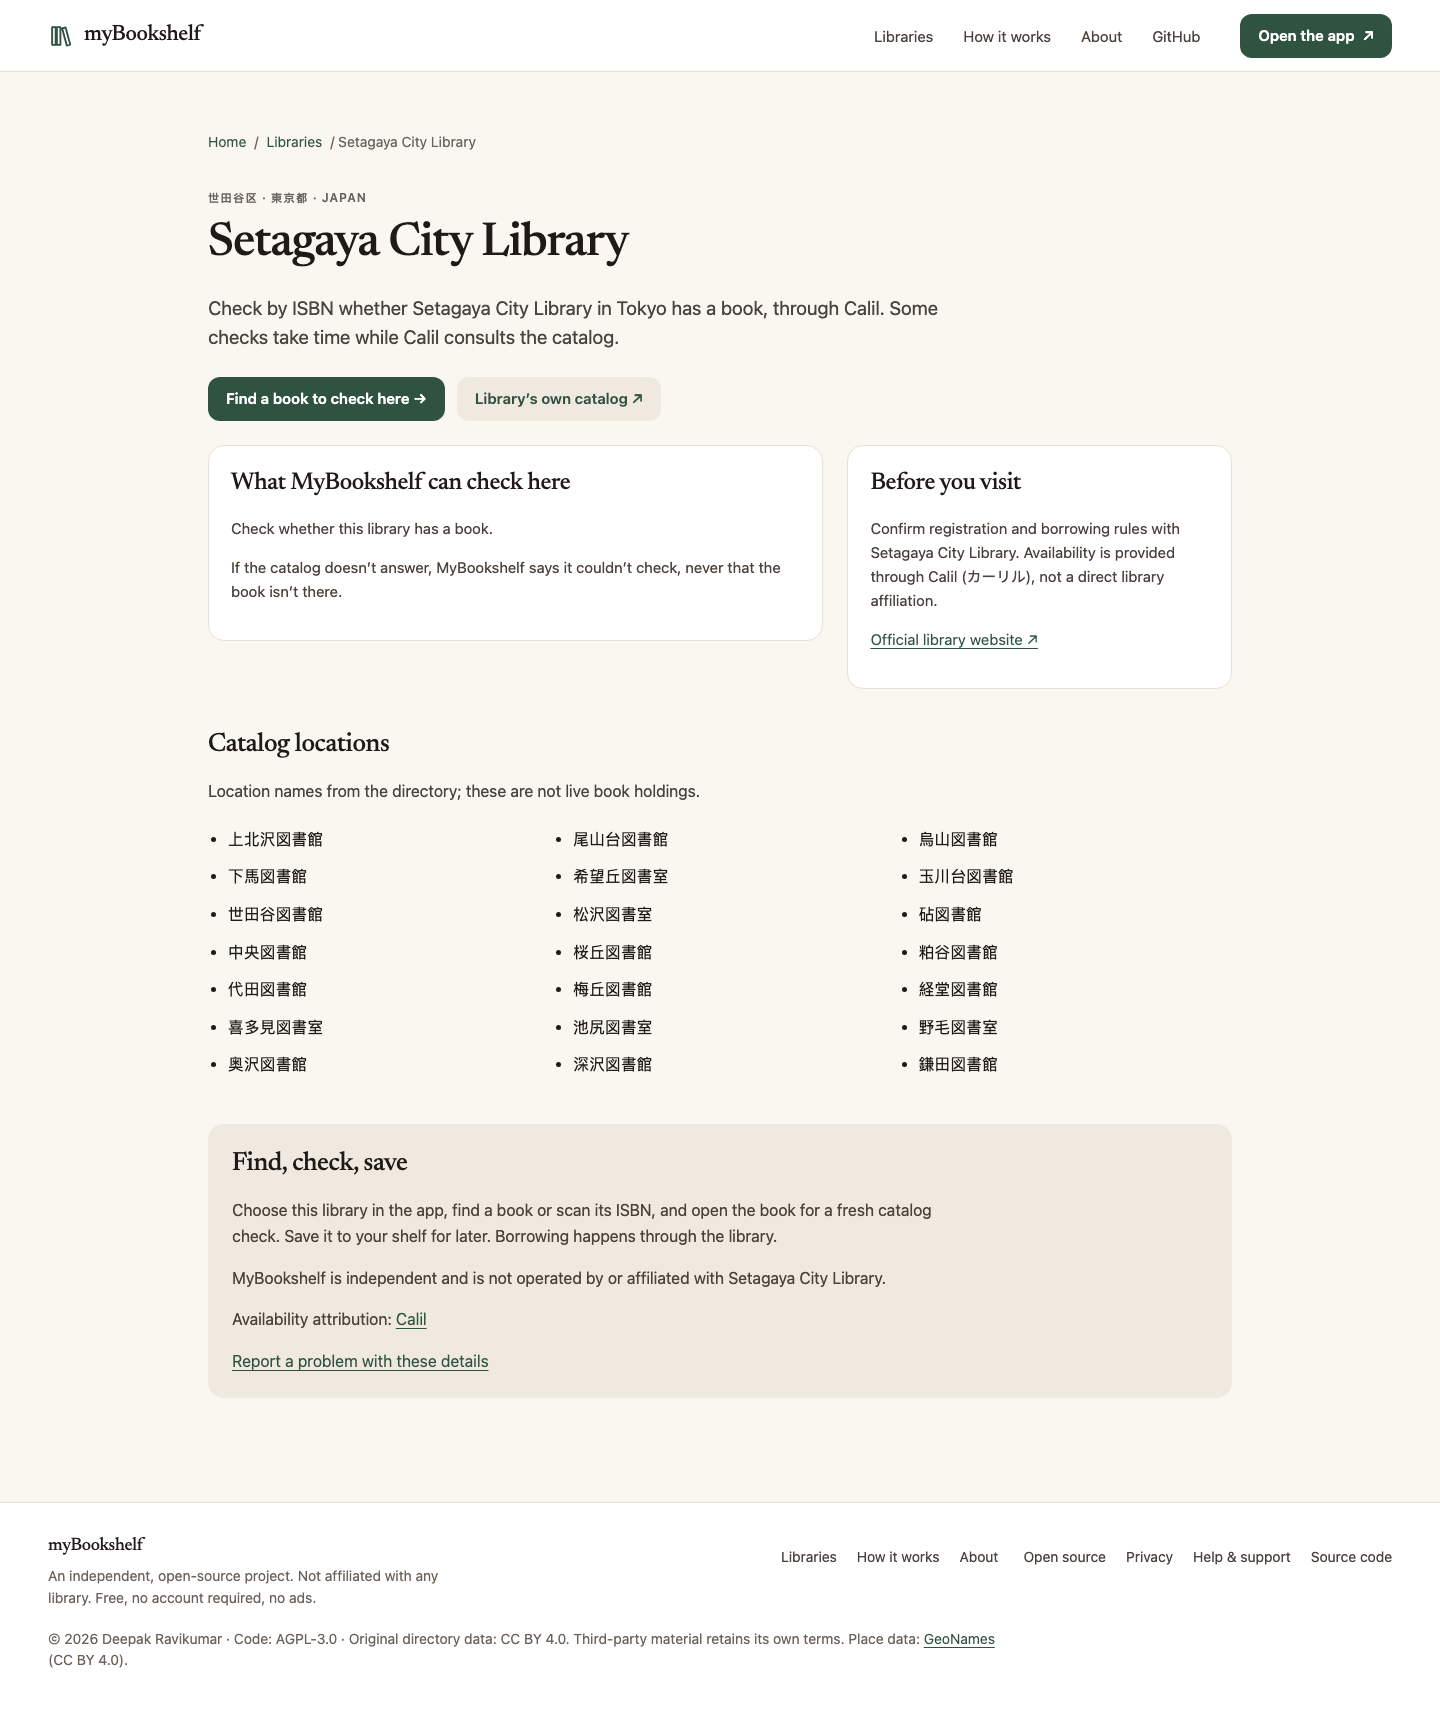 myBookshelf
Libraries
How it works
About
GitHub
Open the app ↗
Home / Libraries / Setagaya City Library
世田谷区 · 東京都 · JAPAN
Setagaya City Library
Check by ISBN whether Setagaya City Library in Tokyo has a book, through Calil. Some
checks take time while Calil consults the catalog.
Find a book to check here →
Library’s own catalog ↗
What MyBookshelf can check here
Check whether this library has a book.
If the catalog doesn’t answer, MyBookshelf says it couldn’t check, never that the
book isn’t there.
Before you visit
Confirm registration and borrowing rules with
Setagaya City Library. Availability is provided
through Calil (カーリル), not a direct library
affiliation.
Official library website ↗
Catalog locations
Location names from the directory; these are not live book holdings.
• 上北沢図書館
• 下馬図書館
• 世田谷図書館
• 中央図書館
• 代田図書館
• 喜多見図書室
• 奥沢図書館
• 尾山台図書館
• 希望丘図書室
• 松沢図書室
• 桜丘図書館
• 梅丘図書館
• 池尻図書室
• 深沢図書館
• 烏山図書館
• 玉川台図書館
• 砧図書館
• 粕谷図書館
• 経堂図書館
• 野毛図書室
• 鎌田図書館
Find, check, save
Choose this library in the app, find a book or scan its ISBN, and open the book for a fresh catalog
check. Save it to your shelf for later. Borrowing happens through the library.
MyBookshelf is independent and is not operated by or affiliated with Setagaya City Library.
Availability attribution: Calil
Report a problem with these details
myBookshelf
An independent, open-source project. Not affiliated with any
library. Free, no account required, no ads.
Libraries
How it works
About
Open source
Privacy
Help & support
Source code
© 2026 Deepak Ravikumar · Code: AGPL-3.0 · Original directory data: CC BY 4.0. Third-party material retains its own terms. Place data: GeoNames
(CC BY 4.0).